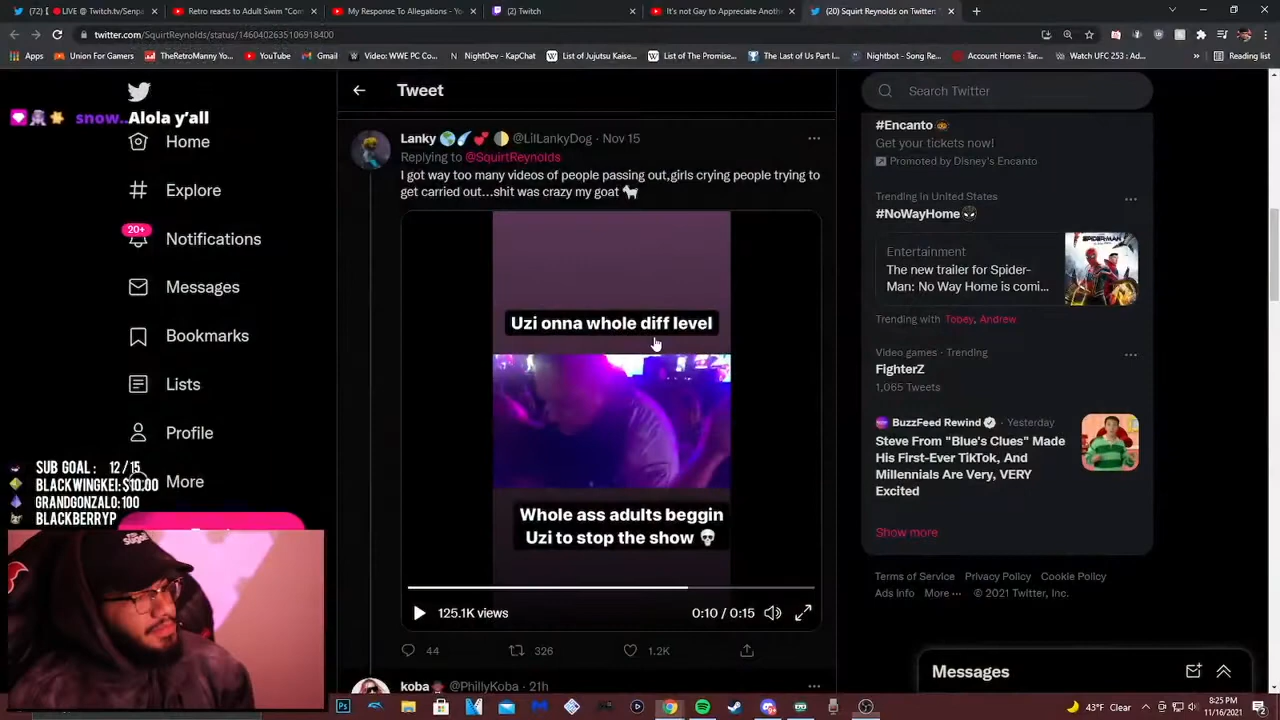 (72) 🔴 LIVE @ Twitch.tv/Senpa
Retro reacts to Adult Swim "Com
My Response To Allegations - Yo
(2) Twitch
It's not Gay to Appreciate Anoth
(20) Squirt Reynolds on Twitter:
twitter.com/SquirtReynolds/status/1460402635106918400
Apps
Union For Gamers
TheRetroManny Yo...
YouTube
Gmail
Video: WWE PC Co...
NightDev - KapChat
List of Jujutsu Kaise...
List of The Promise...
The Last of Us Part I...
Nightbot - Song Re...
Account Home : Tar...
Watch UFC 253 : Ad...
Reading list
snow..Alola y'all
Home
Explore
20+
Notifications
Messages
Bookmarks
Lists
Profile
More
SUB GOAL : 12/15
BLACKWINGKEI:$10.00
GRANDGONZALO:100
BLACKBERRYP
Tweet
Lanky 🌎☄️💕🌓 @LilLankyDog · Nov 15
Replying to @SquirtReynolds
I got way too many videos of people passing out,girls crying people trying to
get carried out...shit was crazy my goat 🐐
Uzi onna whole diff level
Whole ass adults beggin
Uzi to stop the show 💀
125.1K views
0:10 / 0:15
44
326
1.2K
koba @PhillyKoba · 21h
Search Twitter
#Encanto
Get your tickets now!
Promoted by Disney's Encanto
Trending in United States
#NoWayHome
Entertainment
The new trailer for Spider-
Man: No Way Home is comi...
SPIDER-MAN
Trending with Tobey, Andrew
Video games · Trending
FighterZ
1,065 Tweets
BuzzFeed Rewind · Yesterday
Steve From "Blue's Clues" Made
His First-Ever TikTok, And
Millennials Are Very, VERY
Excited
Show more
Terms of Service Privacy Policy Cookie Policy
Ads Info More ··· © 2021 Twitter, Inc.
Messages
43°F Clear
8:25 PM
11/16/2021